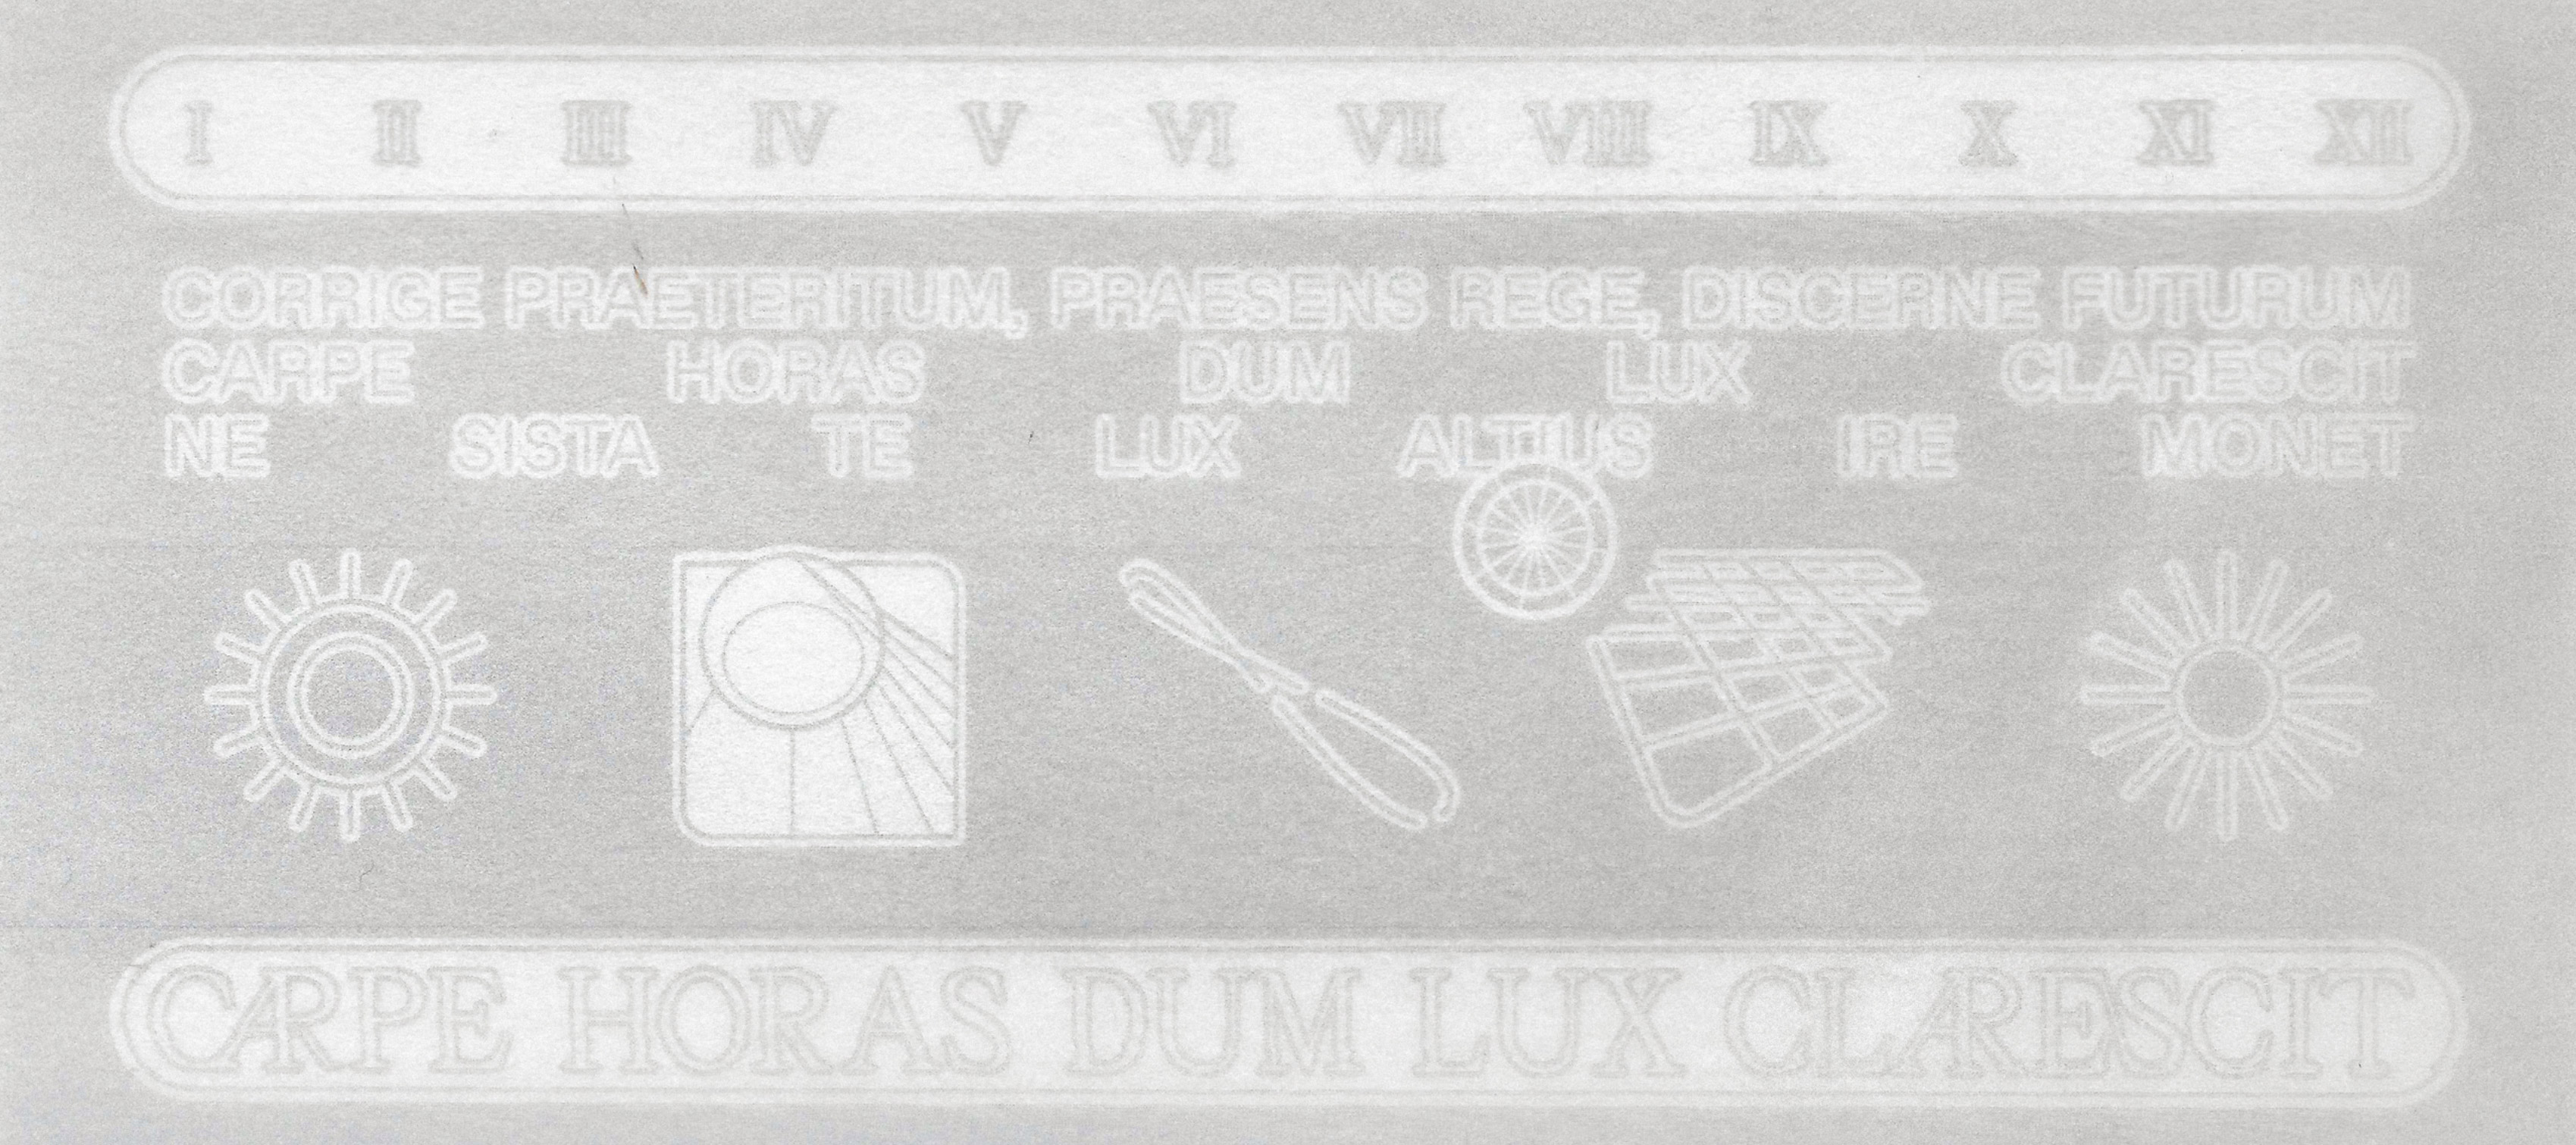 I II III IV V VI VII VIII IX X XI XII
CORRIGE PRAETERITUM, PRAESENS REGE, DISCERNE FUTURUM
CARPE HORAS DUM LUX CLARESCIT
NE SISTA TE LUX ALTIUS IRE MONET
CARPE HORAS DUM LUX CLARESCIT